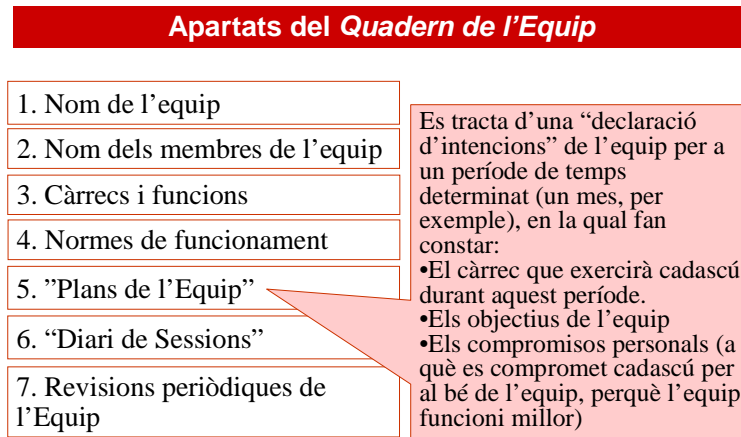 Apartats del Quadern de l’Equip
1. Nom de l’equip
2. Nom dels membres de l’equip
3. Càrrecs i funcions
4. Normes de funcionament
5. ”Plans de l’Equip”
6. “Diari de Sessions”
7. Revisions periòdiques de
l’Equip
Es tracta d’una “declaració
d’intencions” de l’equip per a
un període de temps
determinat (un mes, per
exemple), en la qual fan
constar:
•El càrrec que exercirà cadascú
durant aquest període.
•Els objectius de l’equip
•Els compromisos personals (a
què es compromet cadascú per
al bé de l’equip, perquè l’equip
funcioni millor)